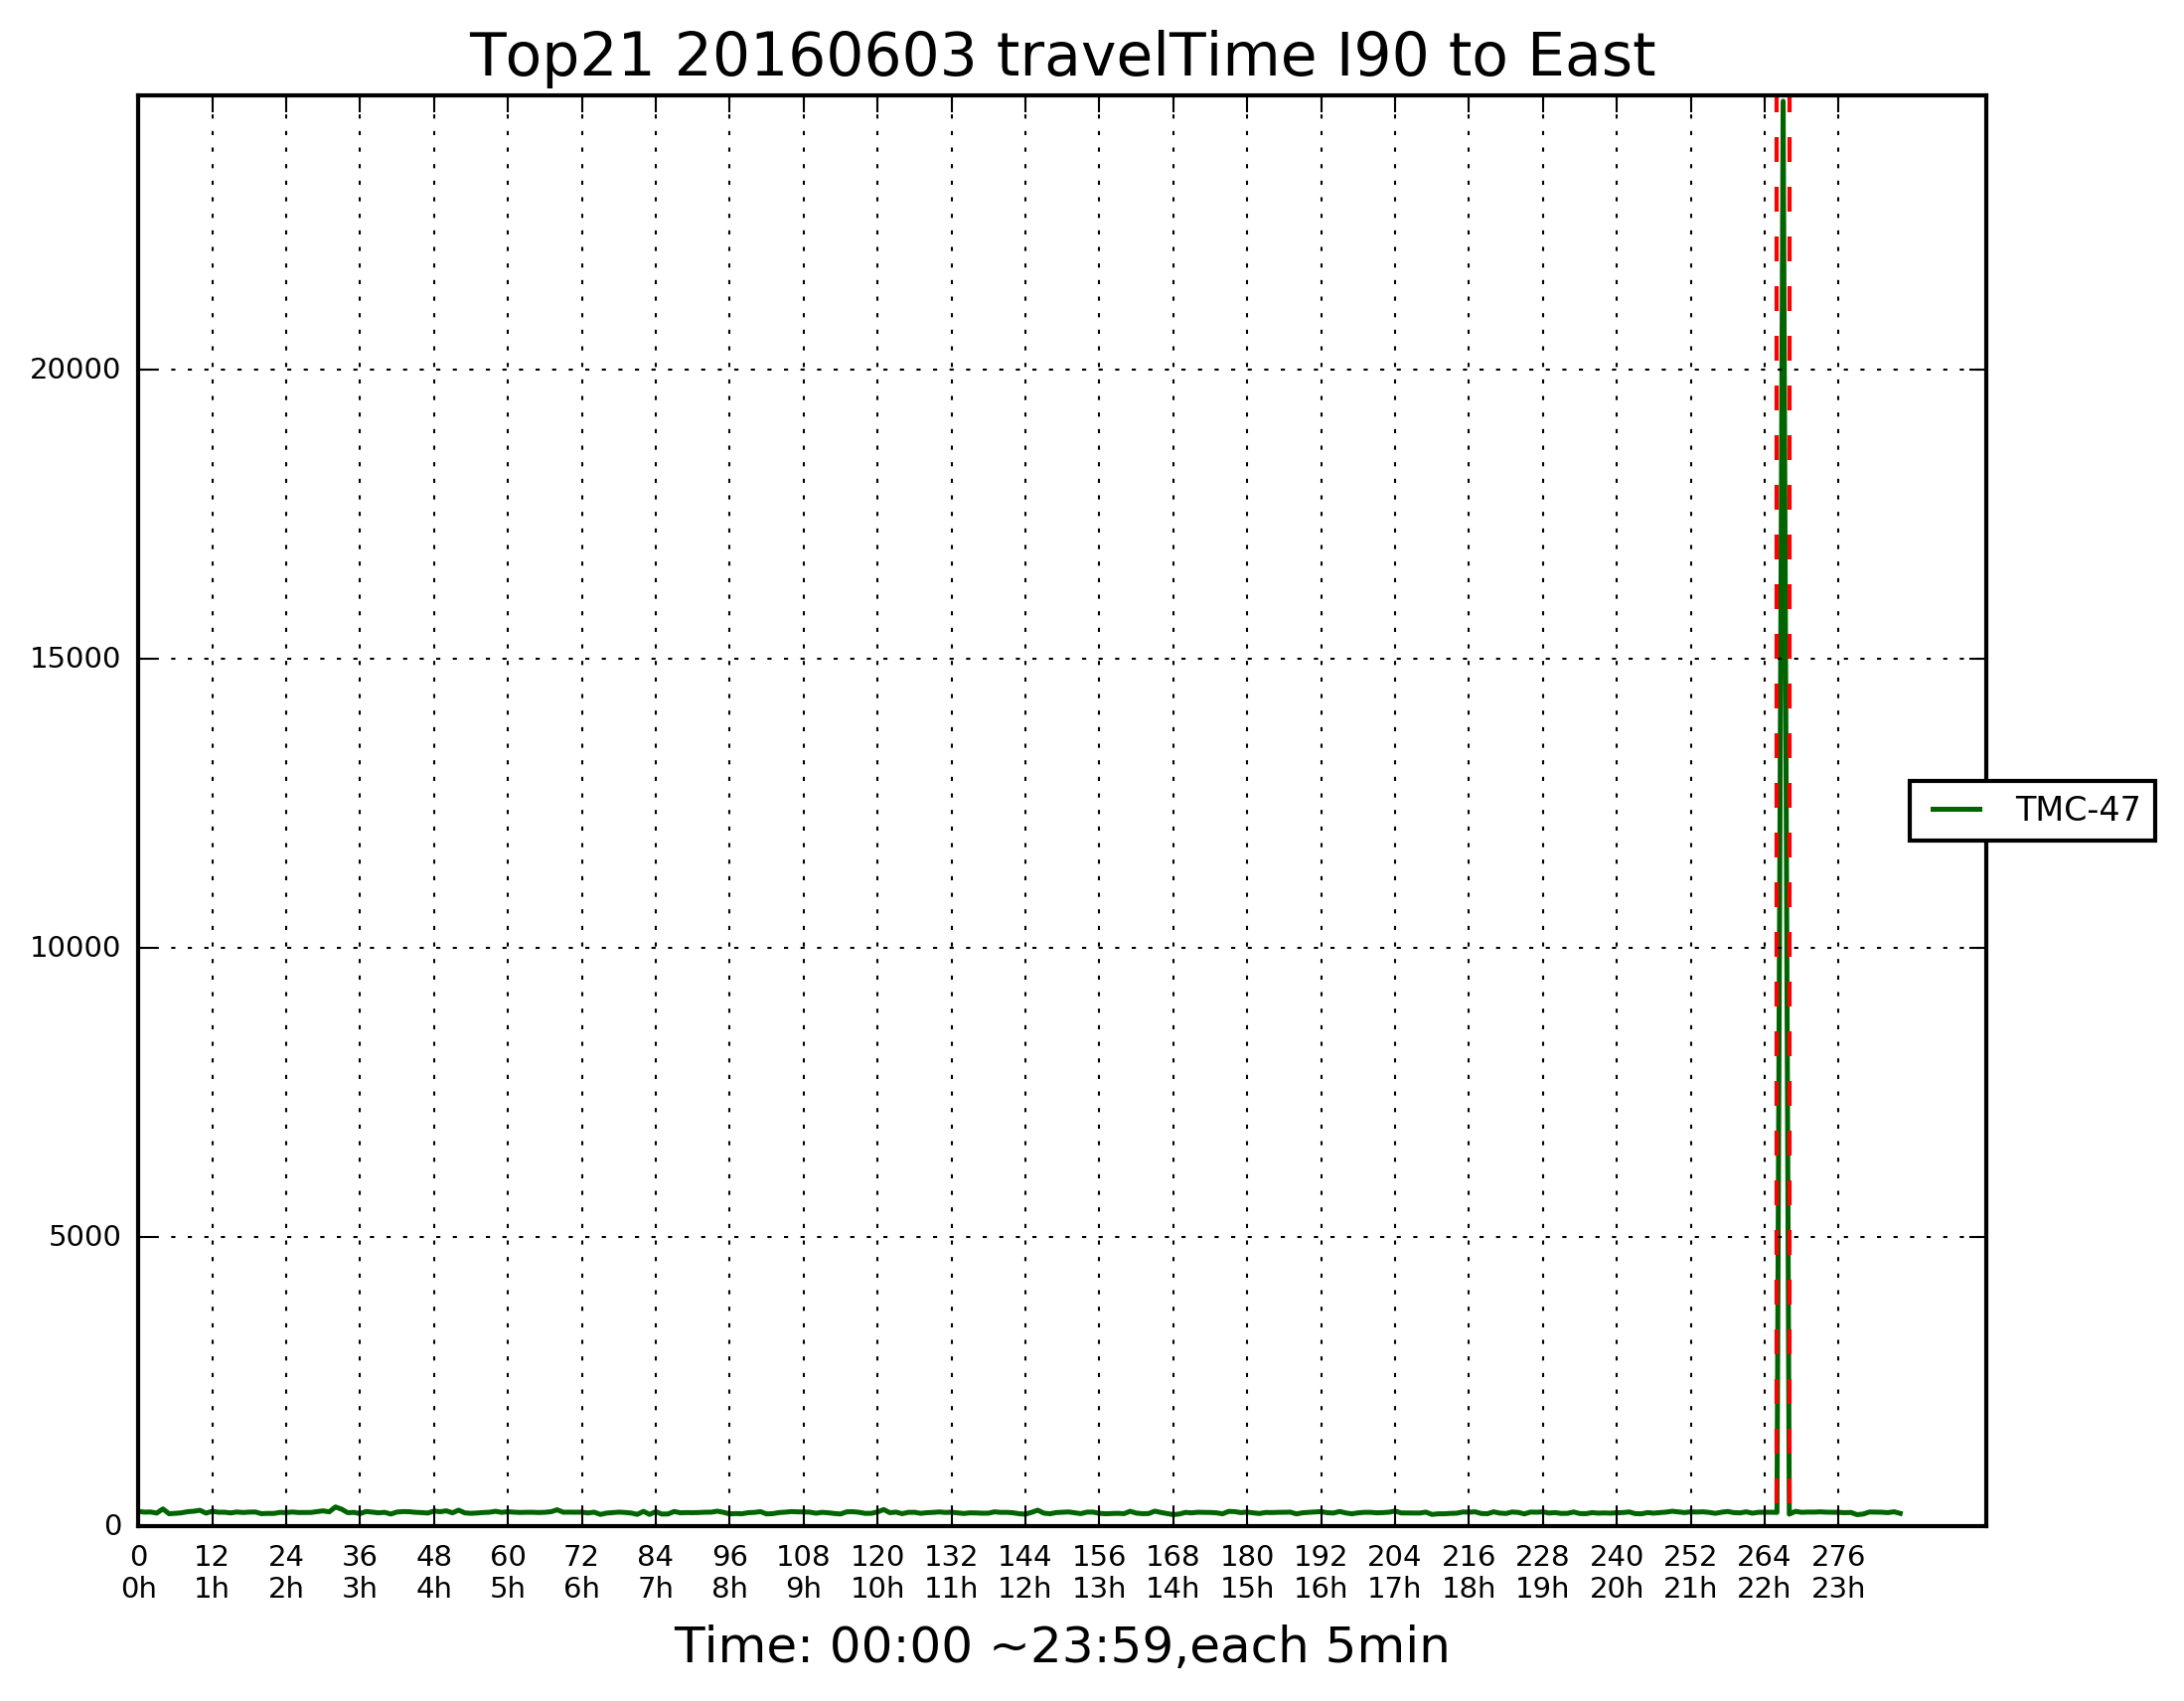 Top21 20160603 travelTime I90 to East
20000
15000
TMC-47
10000
5000
0
0 12 24 36 48 60 72 84 96 108 120 132 144 156 168 180 192 204 216 228 240 252 264 276
0h 1h 2h 3h 4h 5h 6h 7h 8h 9h 10h 11h 12h 13h 14h 15h 16h 17h 18h 19h 20h 21h 22h 23h
Time: 00:00 ~23:59,each 5min